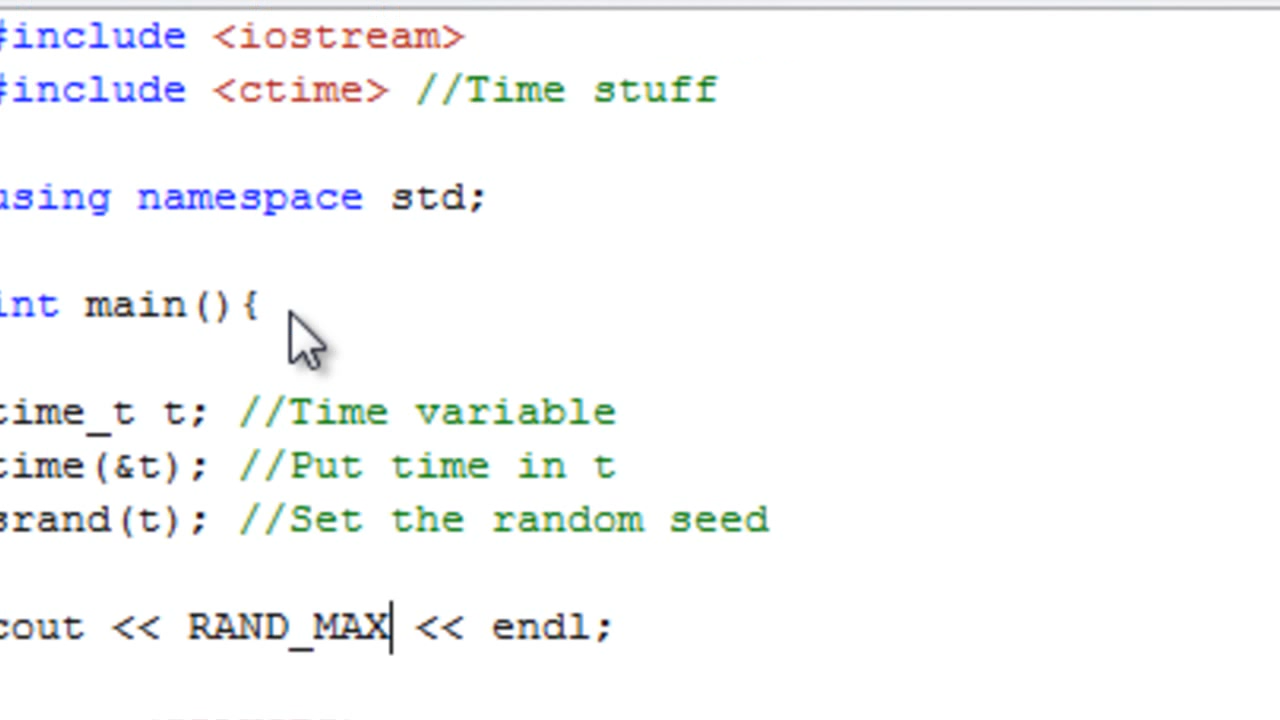 #include <iostream>
#include <ctime> //Time stuff
using namespace std;
int main(){
time_t t; //Time variable
time(&t); //Put time in t
srand(t); //Set the random seed
cout << RAND_MAX << endl;